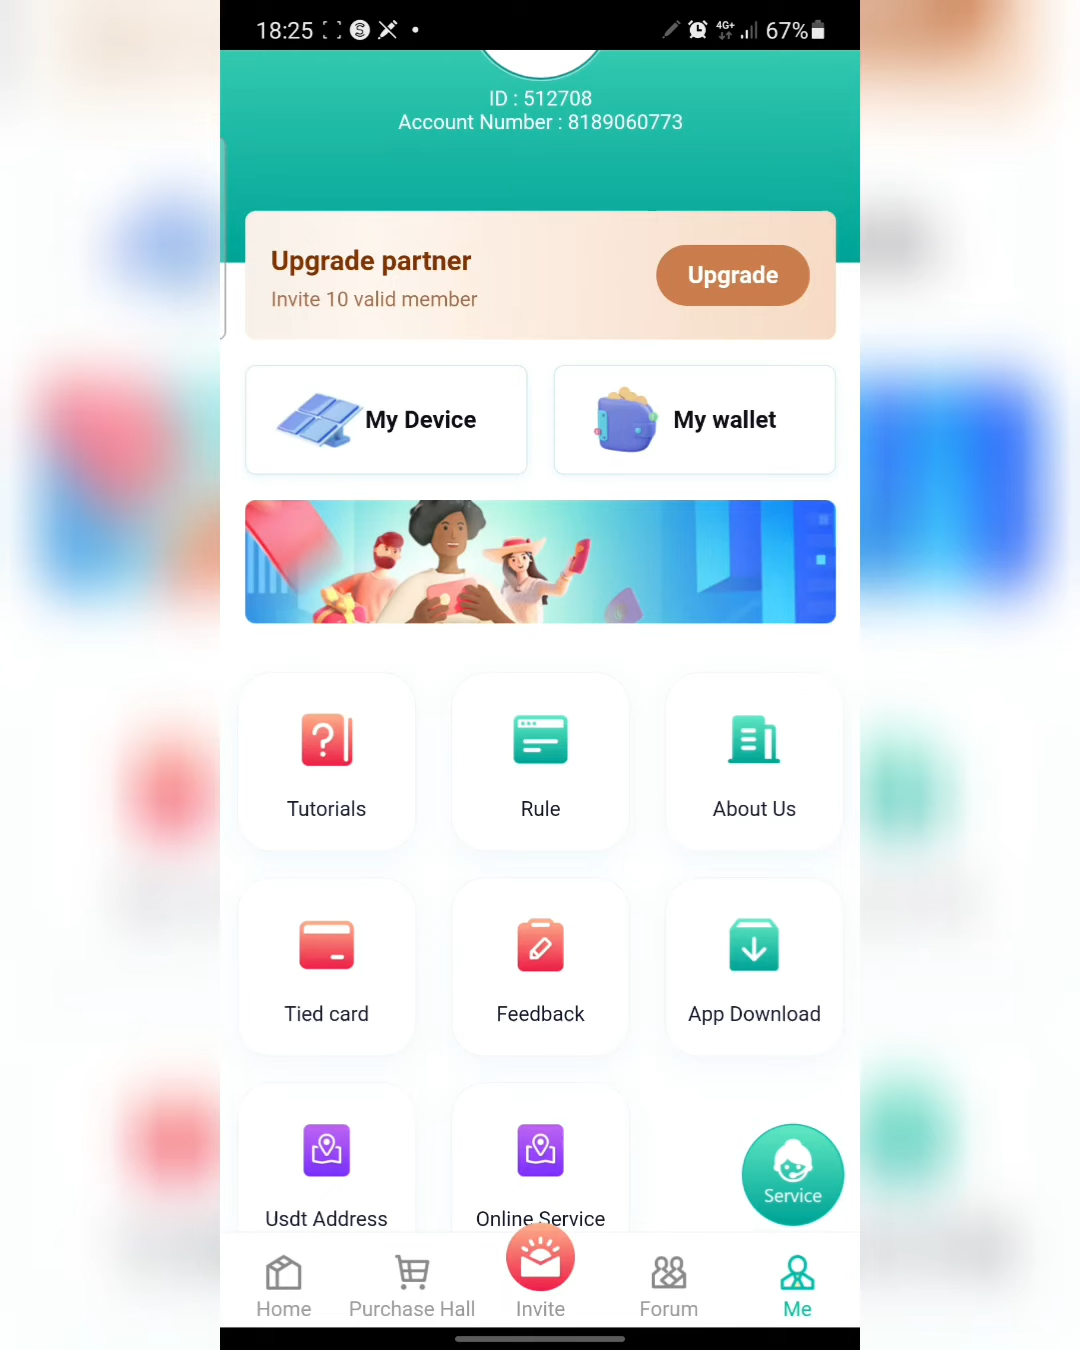 18:25 4G+ 67%
ID : 512708
Account Number : 8189060773
Upgrade partner
Invite 10 valid member
Upgrade
My Device
My wallet
Tutorials
Rule
About Us
Tied card
Feedback
App Download
Usdt Address
Online Service
Service
Home
Purchase Hall
Invite
Forum
Me